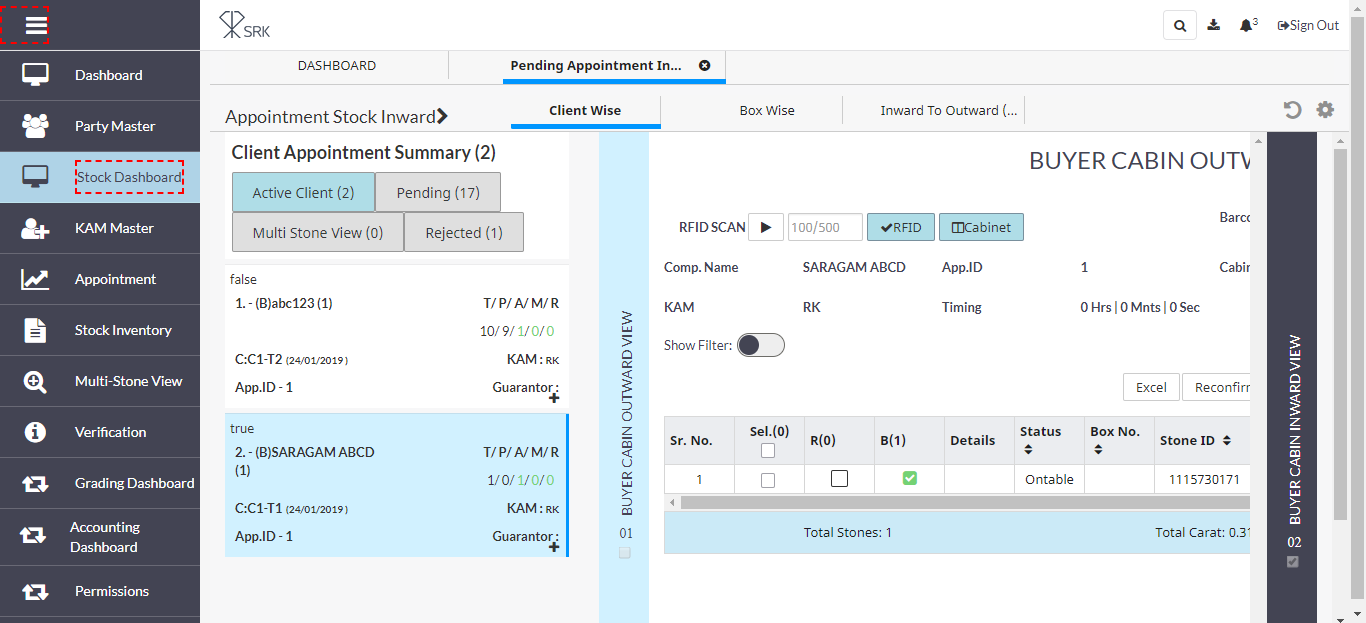 SRK
3
Sign Out
Dashboard
Party Master
Stock Dashboard
KAM Master
Appointment
Stock Inventory
Multi-Stone View
Verification
Grading Dashboard
Accounting
Dashboard
Permissions
DASHBOARD
Pending Appointment In...
Appointment Stock Inward
Client Wise
Box Wise
Inward To Outward (...
Client Appointment Summary (2)
Active Client (2)
Pending (17)
Multi Stone View (0)
Rejected (1)
false
1. - (B)abc123 (1)
T/ P/ A/ M/ R
10/ 9/ 1/ 0/ 0
C:C1-T2 (24/01/2019 )
KAM : RK
App.ID - 1
Guarantor :
true
2. - (B)SARAGAM ABCD
(1)
T/ P/ A/ M/ R
1/ 0/ 1/ 0/ 0
C:C1-T1 (24/01/2019 )
KAM : RK
App.ID - 1
Guarantor :
BUYER CABIN OUTWARD VIEW
01
BUYER CABIN OUTW
RFID SCAN
100/500
RFID
Cabinet
Barco
Comp. Name
SARAGAM ABCD
App.ID
1
Cabin
KAM
RK
Timing
0 Hrs | 0 Mnts | 0 Sec
Show Filter:
Excel
Reconfirm
Sr. No.
Sel.(0)
R(0)
B(1)
Details
Status
Box No.
Stone ID
1
Ontable
1115730171
Total Stones: 1
Total Carat: 0.31
BUYER CABIN INWARD VIEW
02